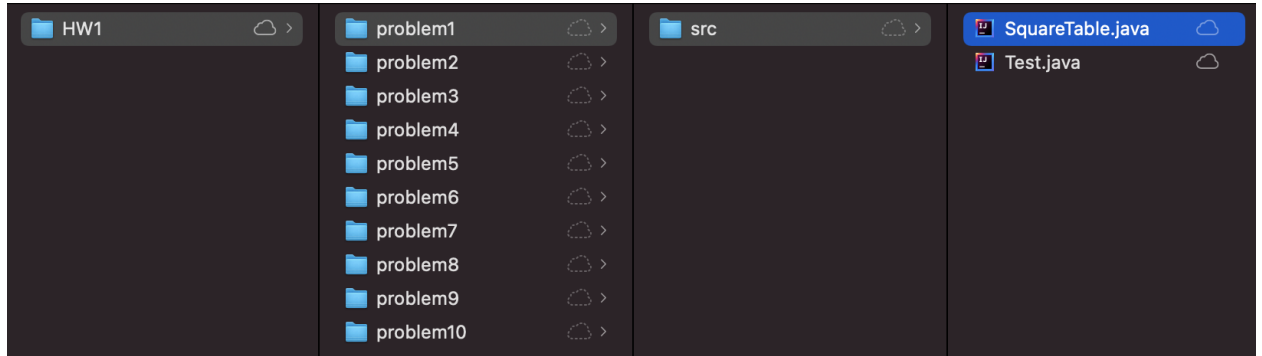 HW1
problem1
problem2
problem3
problem4
problem5
problem6
problem7
problem8
problem9
problem10
src
SquareTable.java
Test.java